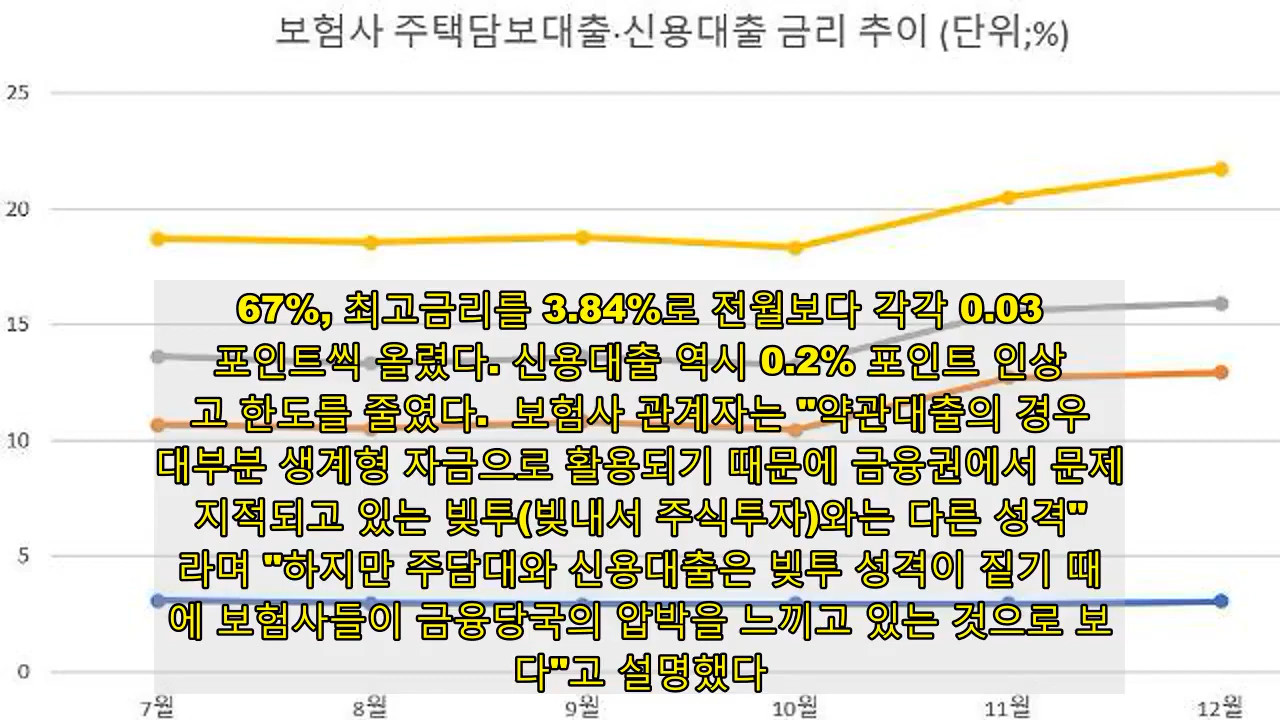 보험사 주택담보대출·신용대출 금리 추이 (단위;%)
25
20
15
10
5
0
67%, 최고금리를 3.84%로 전월보다 각각 0.03
포인트씩 올렸다. 신용대출 역시 0.2% 포인트 인상
고 한도를 줄였다. 보험사 관계자는 "약관대출의 경우
대부분 생계형 자금으로 활용되기 때문에 금융권에서 문제
지적되고 있는 빚투(빚내서 주식투자)와는 다른 성격"
라며 "하지만 주담대와 신용대출은 빚투 성격이 짙기 때
에 보험사들이 금융당국의 압박을 느끼고 있는 것으로 보
다"고 설명했다
7월 8월 9월 10월 11월 12월